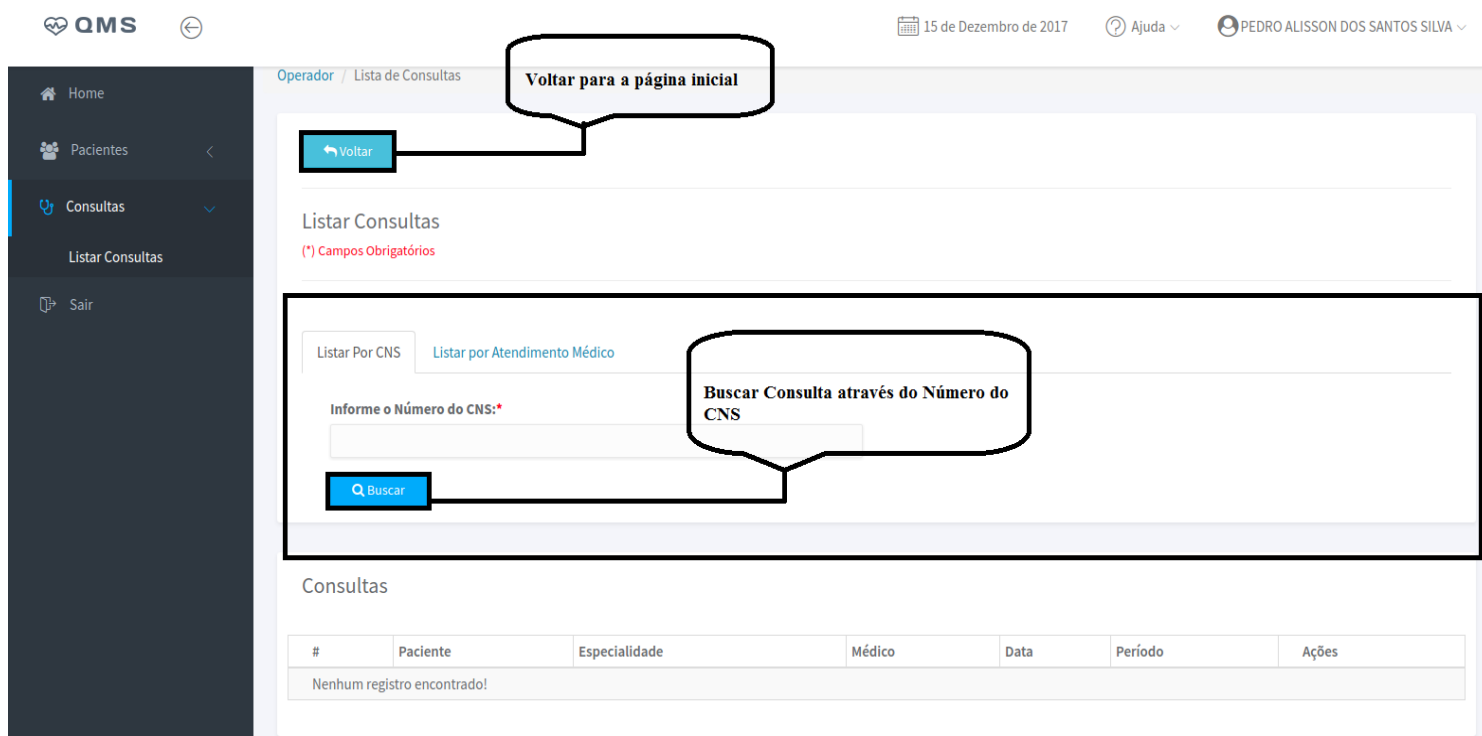 QMS
15 de Dezembro de 2017
Ajuda
PEDRO ALISSON DOS SANTOS SILVA
Home
Pacientes
Consultas
Listar Consultas
Sair
Operador / Lista de Consultas
Voltar para a página inicial
Voltar
Listar Consultas
(*) Campos Obrigatórios
Listar Por CNS
Listar por Atendimento Médico
Buscar Consulta através do Número do
CNS
Informe o Número do CNS:*
Buscar
Consultas
# Paciente Especialidade Médico Data Período Ações
Nenhum registro encontrado!